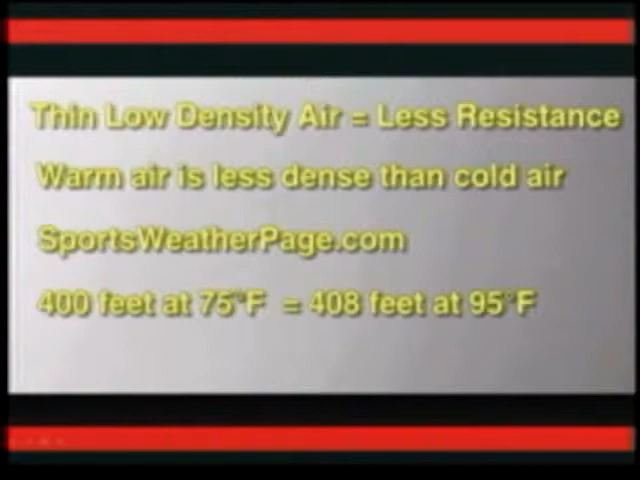 Thin Low Density Air = Less Resistance
Warm air is less dense than cold air
SportsWeatherPage.com
400 feet at 75°F = 408 feet at 95°F